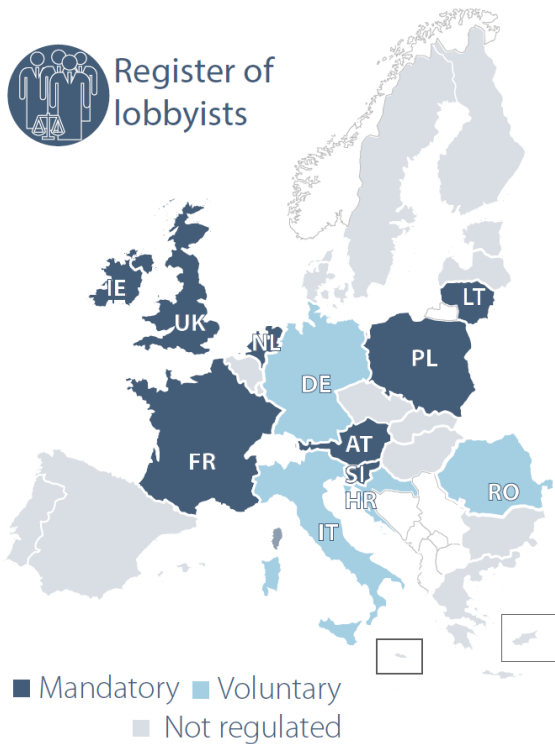 Register of
lobbyists
IE
UK
LT
NL
PL
DE
FR
AT
SI
HR
RO
IT
Mandatory Voluntary
Not regulated